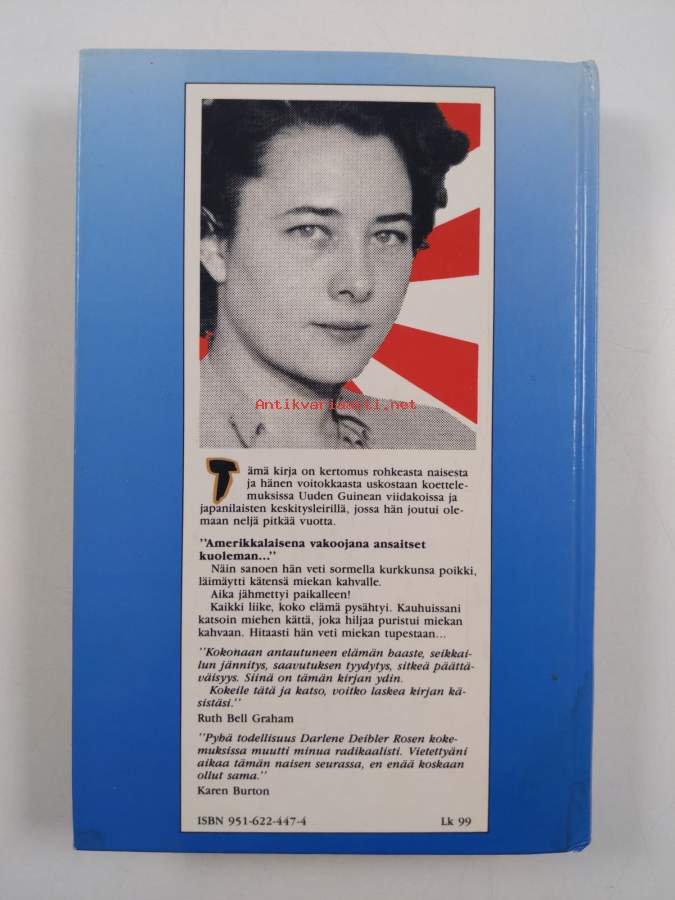 Antikvariaatti.net
Tämä kirja on kertomus rohkeasta naisesta
ja hänen voitokkaasta uskostaan koettele-
muksissa Uuden Guinean viidakoissa ja
japanilaisten keskitysleirillä, jossa hän joutui ole-
maan neljä pitkää vuotta.
"Amerikkalaisena vakoojana ansaitset
kuoleman..."
Näin sanoen hän veti sormella kurkkunsa poikki,
läimäytti kätensä miekan kahvalle.
Aika jähmettyi paikalleen!
Kaikki liike, koko elämä pysähtyi. Kauhuissani
katsoin miehen kättä, joka hiljaa puristui miekan
kahvaan. Hitaasti hän veti miekan tupestaan...
"Kokonaan antautuneen elämän haaste, seikkai-
lun jännitys, saavutuksen tyydytys, sitkeä päättä-
väisyys. Siinä on tämän kirjan ydin.
Kokeile tätä ja katso, voitko laskea kirjan kä-
sistäsi."
Ruth Bell Graham
"Pyhä todellisuus Darlene Deibler Rosen koke-
muksissa muutti minua radikaalisti. Vietettyäni
aikaa tämän naisen seurassa, en enää koskaan
ollut sama."
Karen Burton
ISBN 951-622-447-4 Lk 99